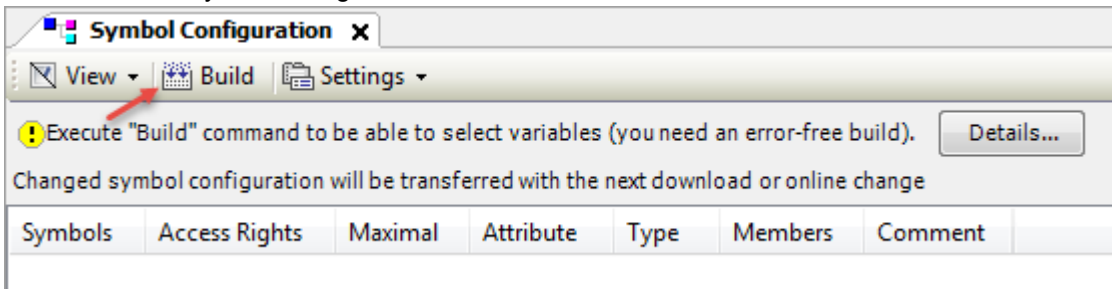 Symbol Configuration x
View Build Settings
Execute "Build" command to be able to select variables (you need an error-free build). Details...
Changed symbol configuration will be transferred with the next download or online change
Symbols Access Rights Maximal Attribute Type Members Comment